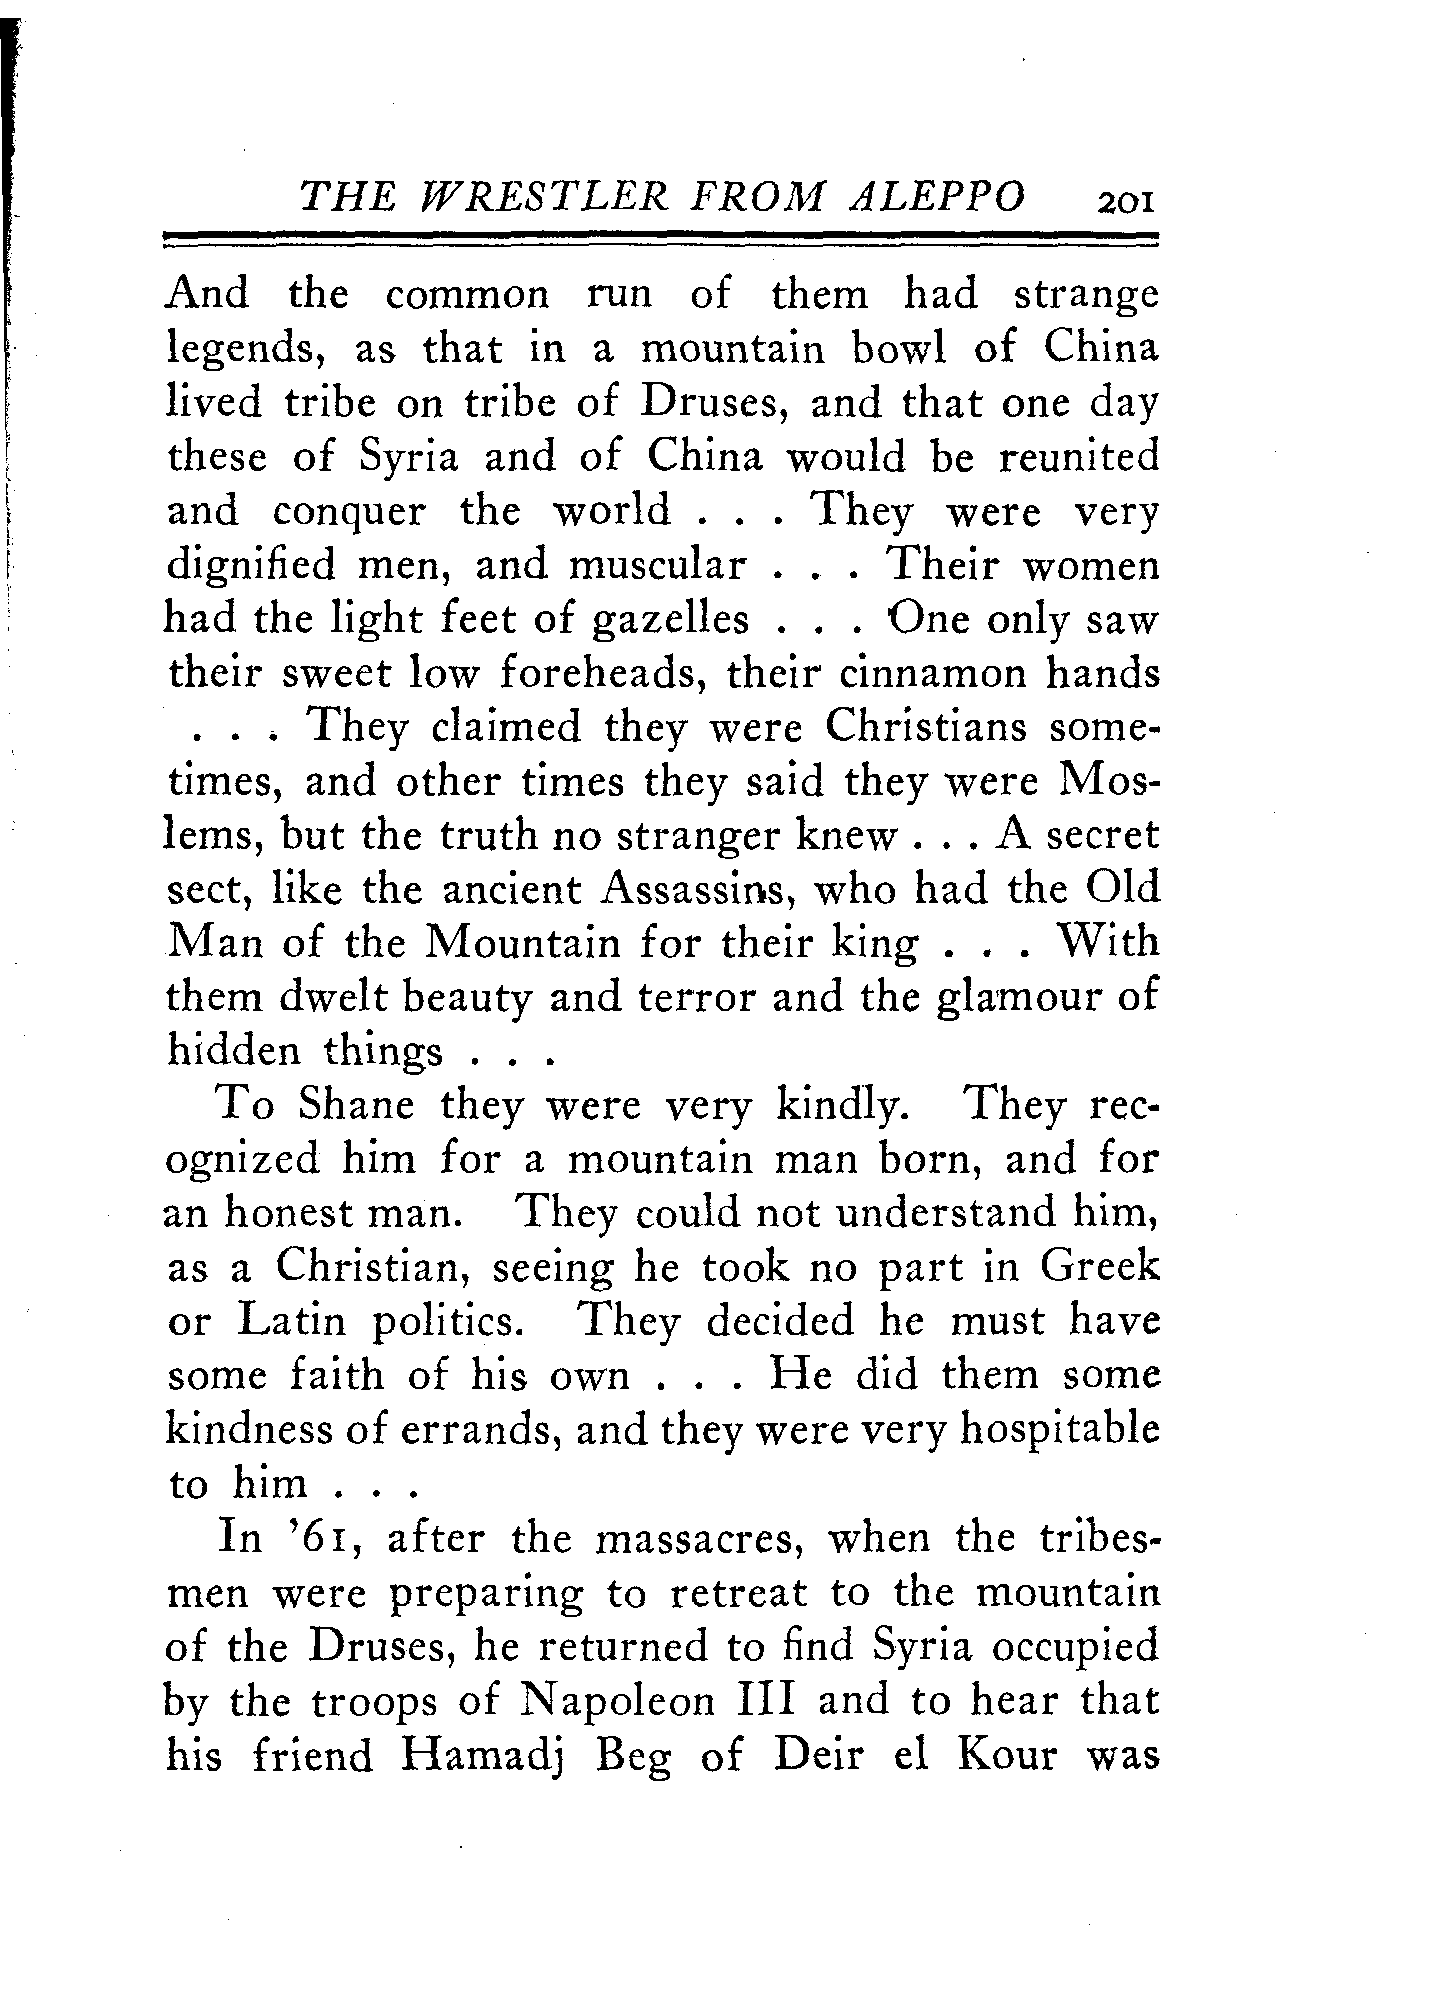 THE WRESTLER FROM ALEPPO 201
And the common run of them had strange
legends, as that in a mountain bowl of China
lived tribe on tribe of Druses, and that one day
these of Syria and of China would be reunited
and conquer the world . . . They were very
dignified men, and muscular . . . Their women
had the light feet of gazelles . . . One only saw
their sweet low foreheads, their cinnamon hands
. . . They claimed they were Christians some-
times, and other times they said they were Mos-
lems, but the truth no stranger knew . . . A secret
sect, like the ancient Assassins, who had the Old
Man of the Mountain for their king . . . With
them dwelt beauty and terror and the glamour of
hidden things . . .
To Shane they were very kindly. They rec-
ognized him for a mountain man born, and for
an honest man. They could not understand him,
as a Christian, seeing he took no part in Greek
or Latin politics. They decided he must have
some faith of his own . . . He did them some
kindness of errands, and they were very hospitable
to him . . .
In '61, after the massacres, when the tribes-
men were preparing to retreat to the mountain
of the Druses, he returned to find Syria occupied
by the troops of Napoleon III and to hear that
his friend Hamadj Beg of Deir el Kour was